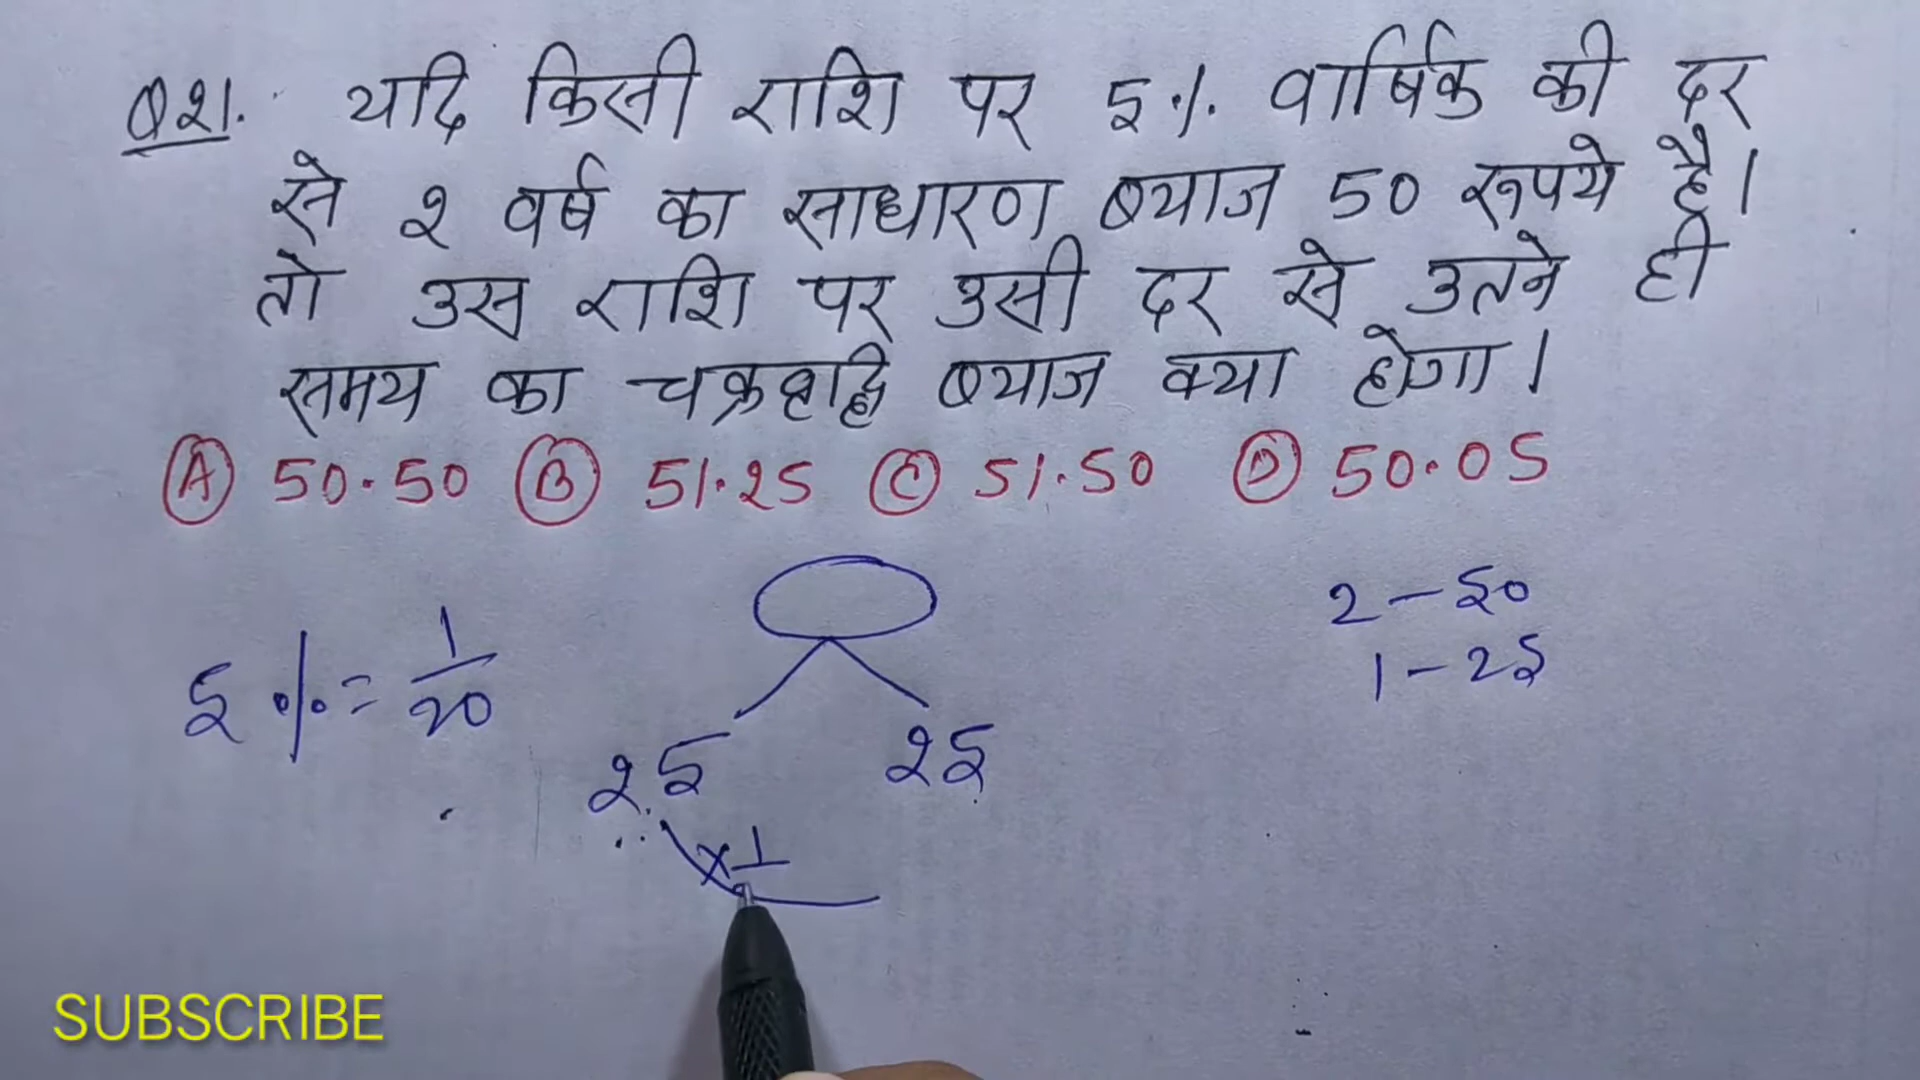 Q21. यदि किसी राशि पर 5% वार्षिक की दर
से 2 वर्ष का साधारण ब्याज 50 रूपये है।
तो उस राशि पर उसी दर से उतने ही
समय का चक्रवृद्धि ब्याज क्या होगा।
(A) 50.50 (B) 51.25 (C) 51.50 (D) 50.05
2 - 50
1 - 25
5% = 1/20
25 25
× 1
SUBSCRIBE